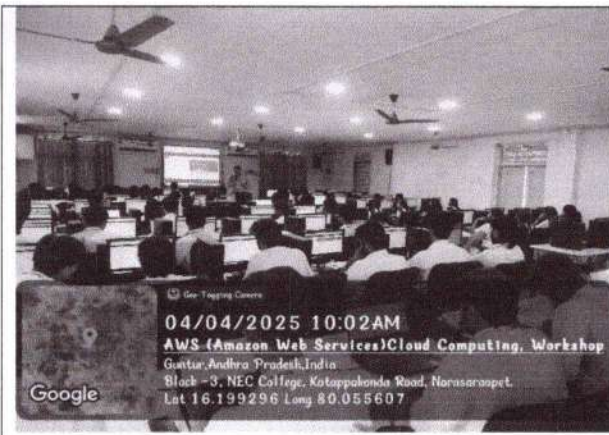 Geo-Tagging Camera
04/04/2025 10:02AM
AWS (Amazon Web Services)Cloud Computing, Workshop
Guntur,Andhra Pradesh,India
Block -3, NEC College, Kotappakonda Road, Narasaraopet.
Lat 16.199296 Long 80.055607
Google